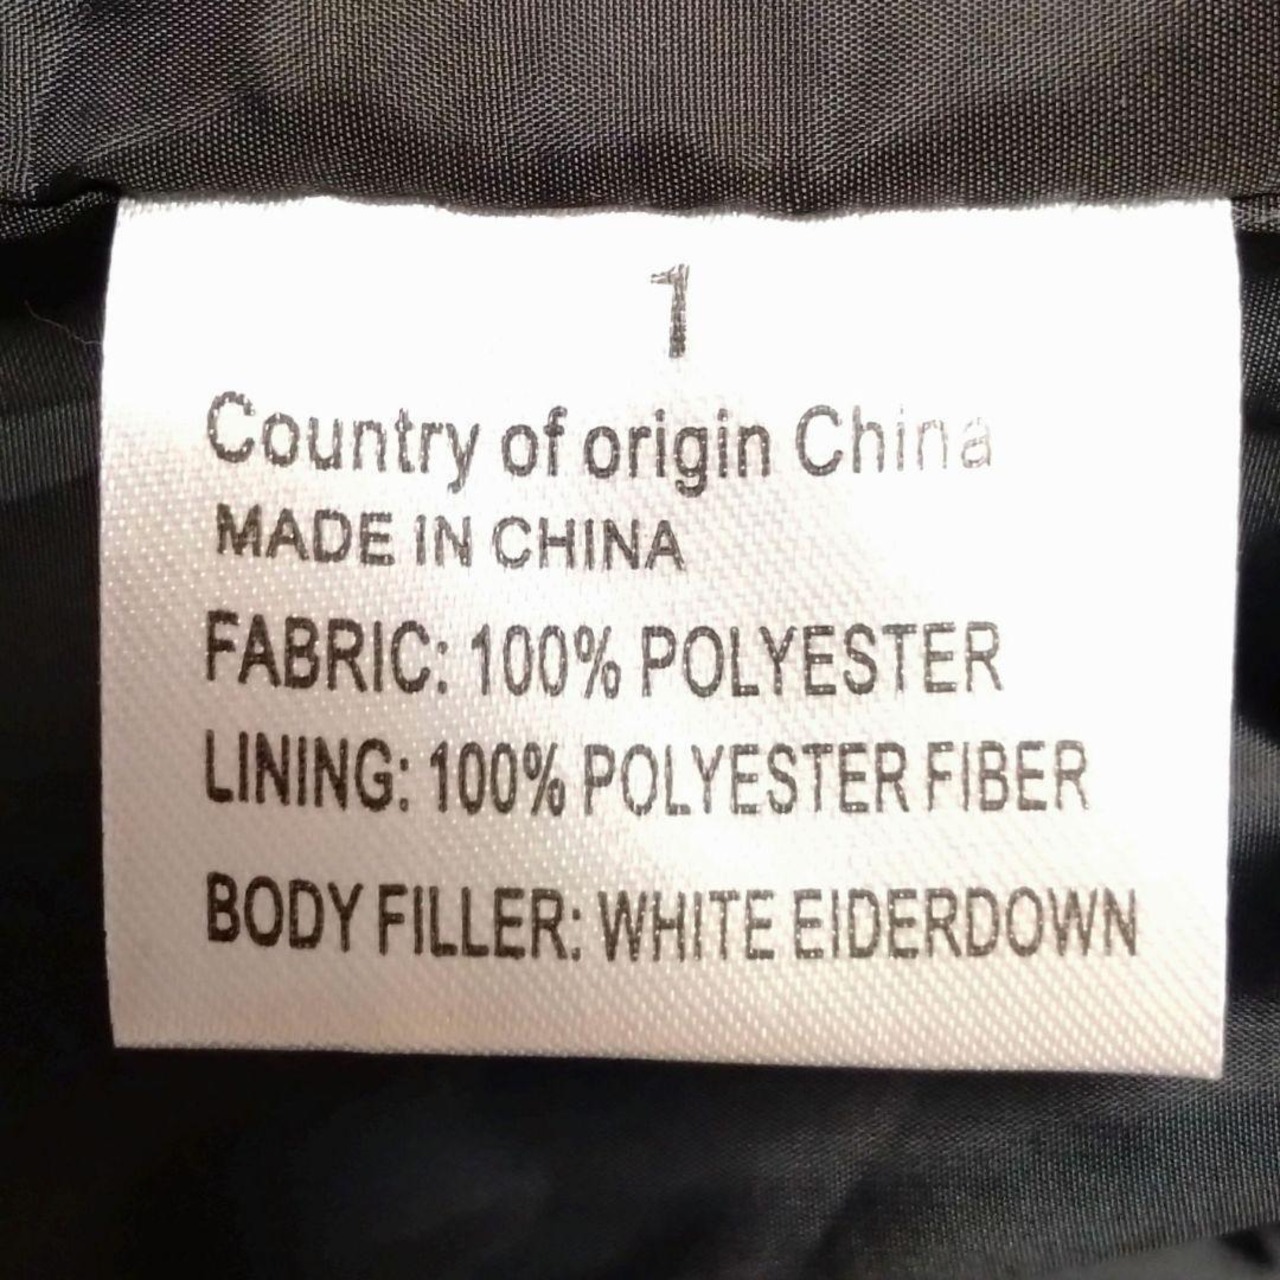 1
Country of origin China
MADE IN CHINA
FABRIC: 100% POLYESTER
LINING: 100% POLYESTER FIBER
BODY FILLER: WHITE EIDERDOWN